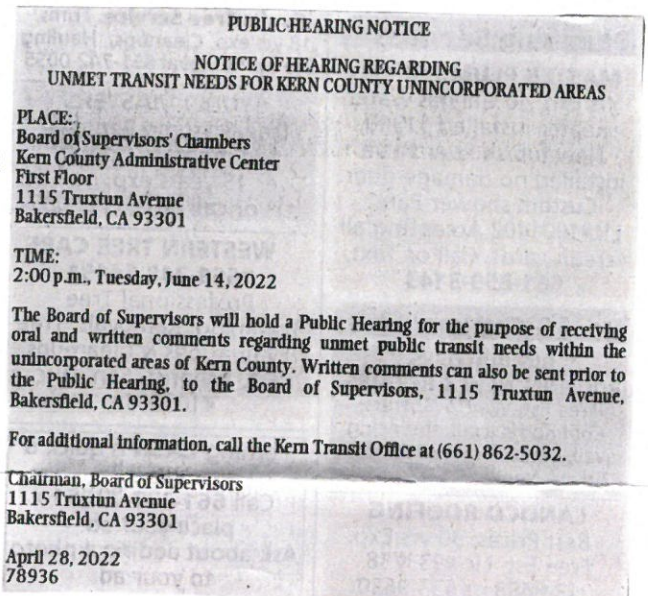 PUBLIC HEARING NOTICE
NOTICE OF HEARING REGARDING
UNMET TRANSIT NEEDS FOR KERN COUNTY UNINCORPORATED AREAS
PLACE:
Board of Supervisors' Chambers
Kern County Administrative Center
First Floor
1115 Truxtun Avenue
Bakersfield, CA 93301
TIME:
2:00 p.m., Tuesday, June 14, 2022
The Board of Supervisors will hold a Public Hearing for the purpose of receiving
oral and written comments regarding unmet public transit needs within the
unincorporated areas of Kern County. Written comments can also be sent prior to
the Public Hearing, to the Board of Supervisors, 1115 Truxtun Avenue,
Bakersfield, CA 93301.
For additional information, call the Kern Transit Office at (661) 862-5032.
Chairman, Board of Supervisors
1115 Truxtun Avenue
Bakersfield, CA 93301
April 28, 2022
78936